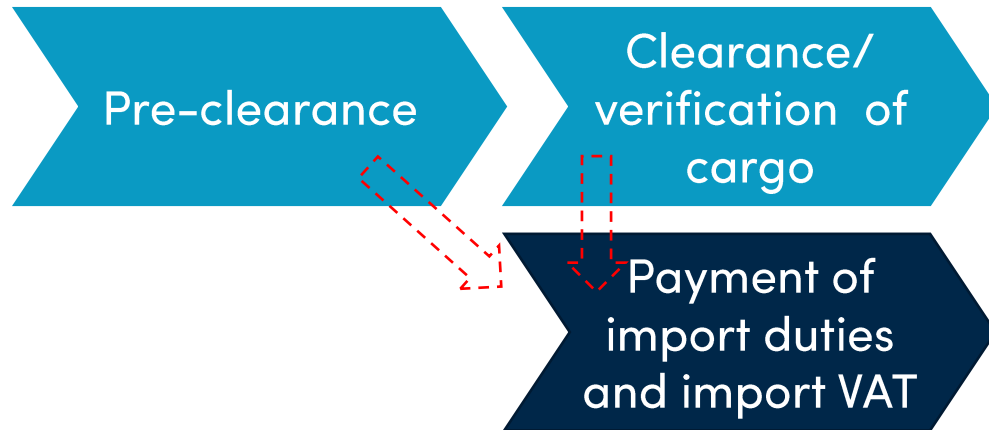 Pre-clearance
Clearance/
verification of
cargo
Payment of
import duties
and import VAT